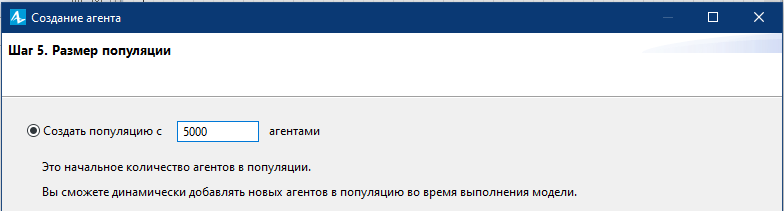 Создание агента
Шаг 5. Размер популяции
Создать популяцию с 5000 агентами
Это начальное количество агентов в популяции.
Вы сможете динамически добавлять новых агентов в популяцию во время выполнения модели.